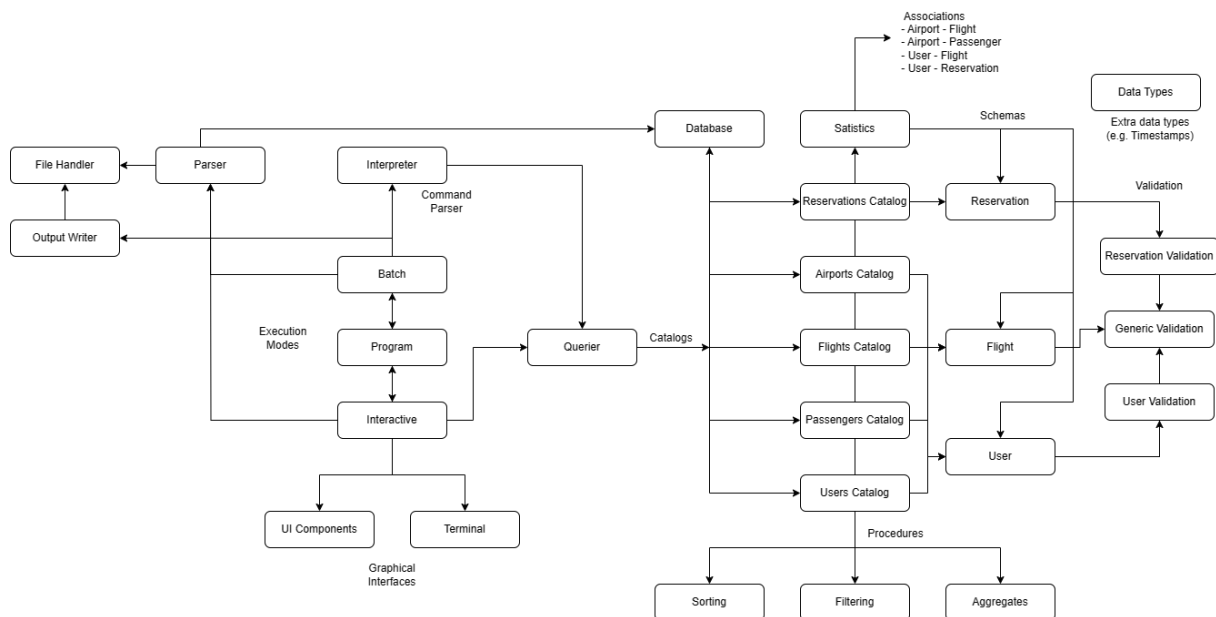 Associations
- Airport - Flight
- Airport - Passenger
- User - Flight
- User - Reservation
Data Types
Extra data types
(e.g. Timestamps)
Database
Satistics
Schemas
File Handler
Parser
Interpreter
Command
Parser
Reservations Catalog
Reservation
Validation
Output Writer
Reservation Validation
Batch
Airports Catalog
Execution
Modes
Program
Querier
Catalogs
Flights Catalog
Flight
Generic Validation
Interactive
Passengers Catalog
User Validation
User
Users Catalog
UI Components
Terminal
Procedures
Graphical
Interfaces
Sorting
Filtering
Aggregates